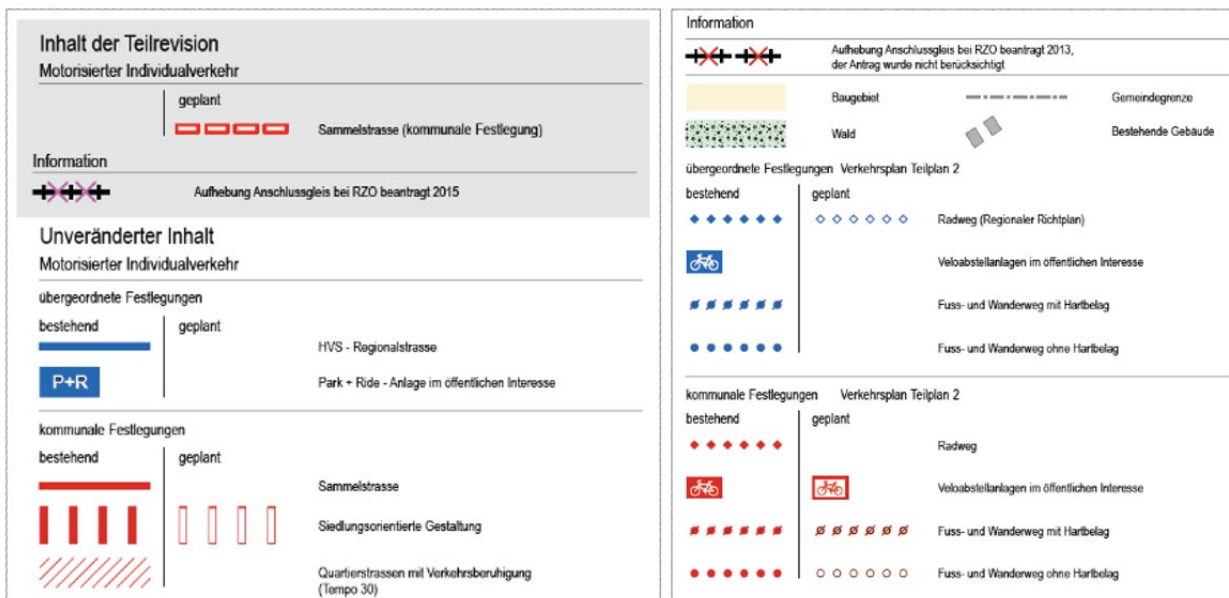 Inhalt der Teilrevision
Motorisierter Individualverkehr
geplant
Sammelstrasse (kommunale Festlegung)
Information
Aufhebung Anschlussgleis bei RZO beantragt 2015
Unveränderter Inhalt
Motorisierter Individualverkehr
übergeordnete Festlegungen
bestehend geplant
HVS - Regionalstrasse
P+R Park + Ride - Anlage im öffentlichen Interesse
kommunale Festlegungen
bestehend geplant
Sammelstrasse
Siedlungsorientierte Gestaltung
Quartierstrassen mit Verkehrsberuhigung
(Tempo 30)
Information
Aufhebung Anschlussgleis bei RZO beantragt 2013,
der Antrag wurde nicht berücksichtigt
Baugebiet Gemeindegrenze
Wald Bestehende Gebäude
übergeordnete Festlegungen Verkehrsplan Teilplan 2
bestehend geplant
Radweg (Regionaler Richtplan)
Veloabstellanlagen im öffentlichen Interesse
Fuss- und Wanderweg mit Hartbelag
Fuss- und Wanderweg ohne Hartbelag
kommunale Festlegungen Verkehrsplan Teilplan 2
bestehend geplant
Radweg
Veloabstellanlagen im öffentlichen Interesse
Fuss- und Wanderweg mit Hartbelag
Fuss- und Wanderweg ohne Hartbelag